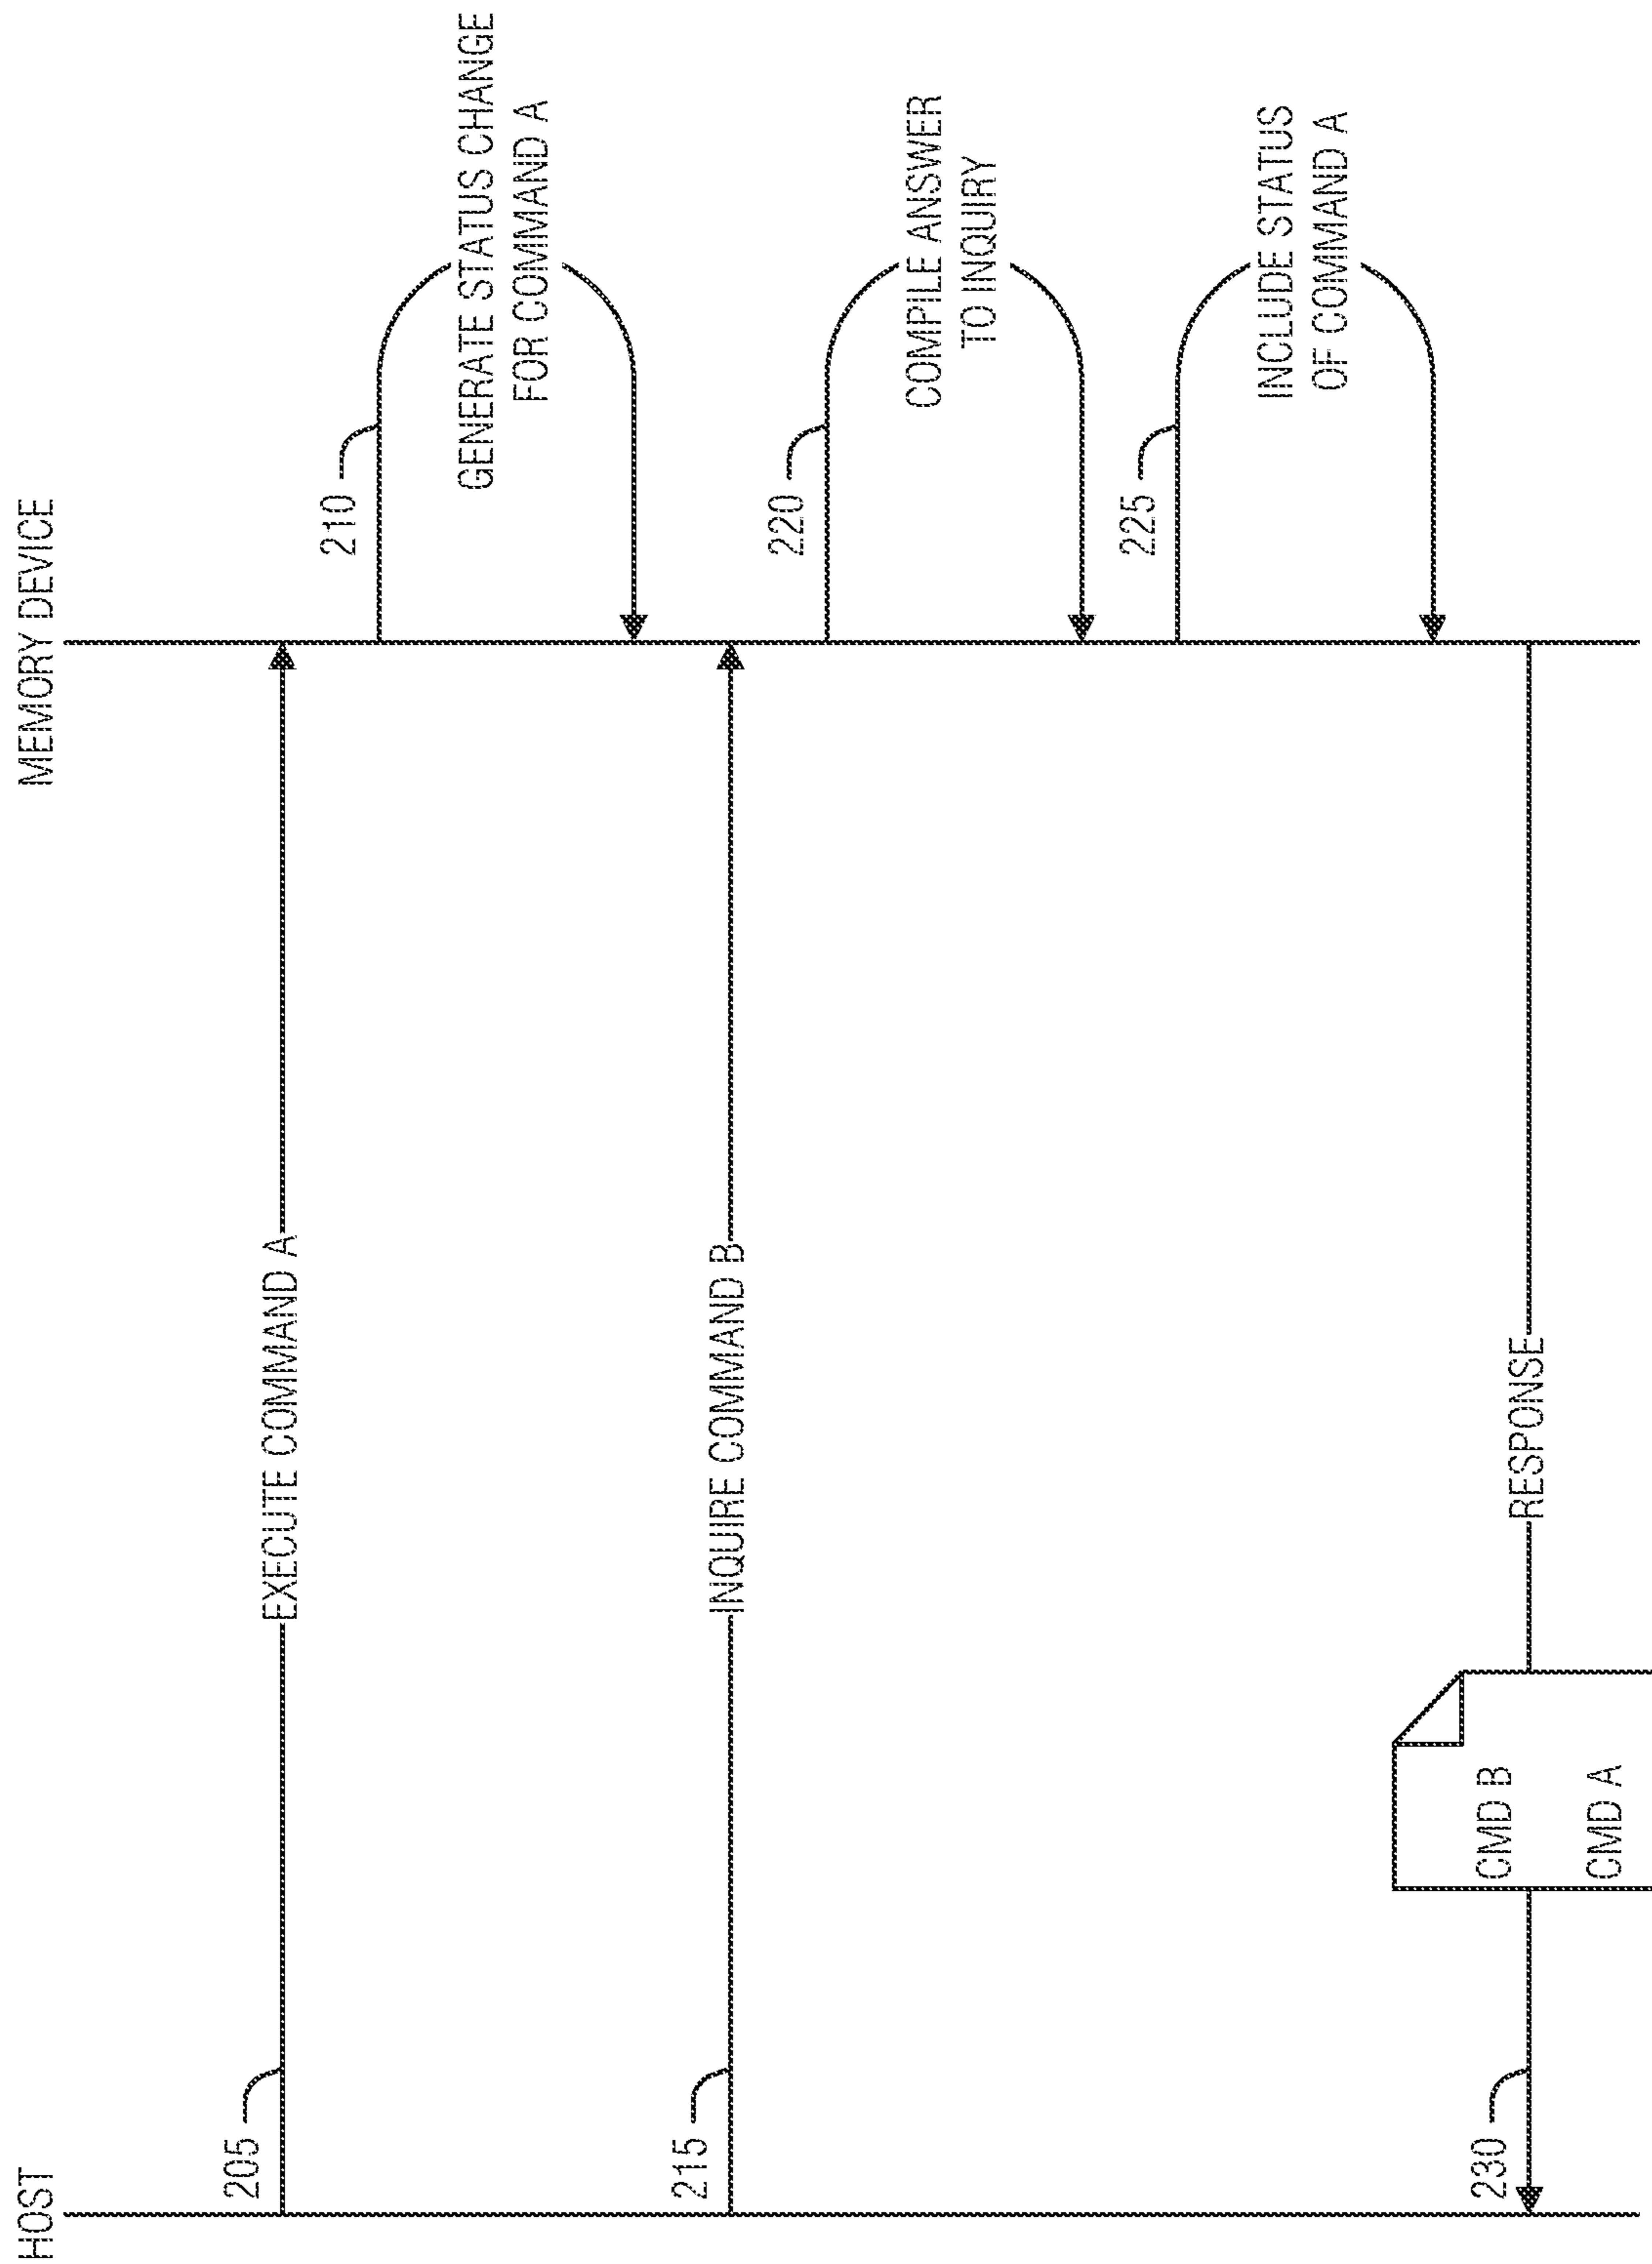 HOST
MEMORY DEVICE
205
EXECUTE COMMAND A
210
GENERATE STATUS CHANGE
FOR COMMAND A
215
INQUIRE COMMAND B
220
COMPILE ANSWER
TO INQUIRY
225
INCLUDE STATUS
OF COMMAND A
230
CMD B
CMD A
RESPONSE